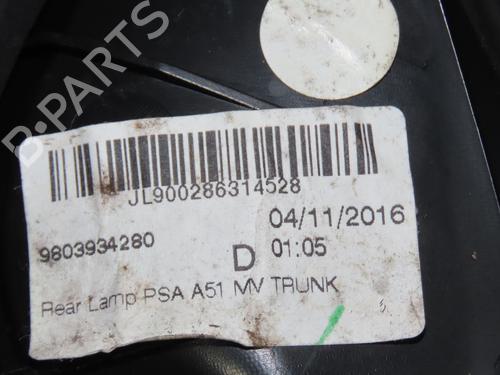 B-PARTS
JL900286314528
04/11/2016
9803934280 D 01:05
Rear Lamp PSA A51 MV TRUNK